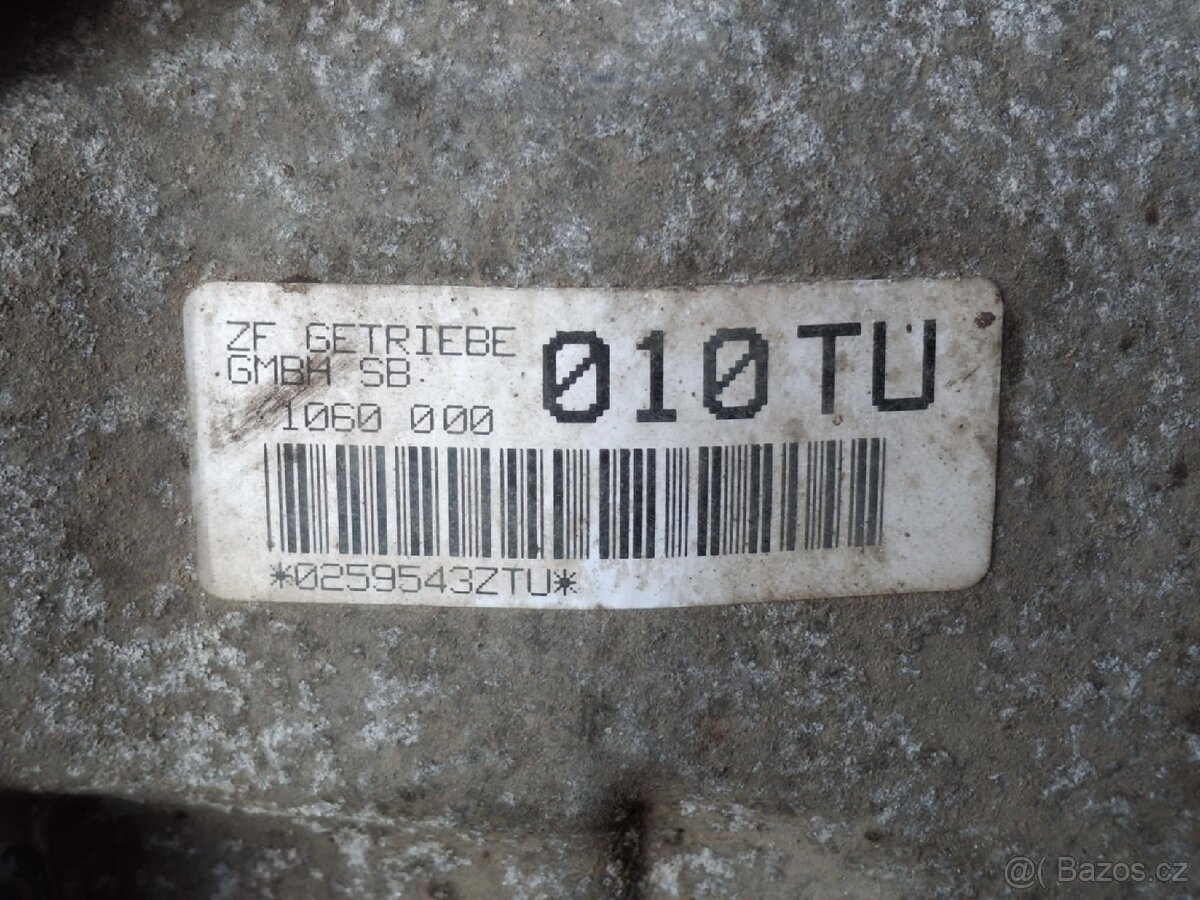 ZF GETRIEBE
GMBH SB
010TU
1060 000
*0259543ZTU*
@( Bazos.cz